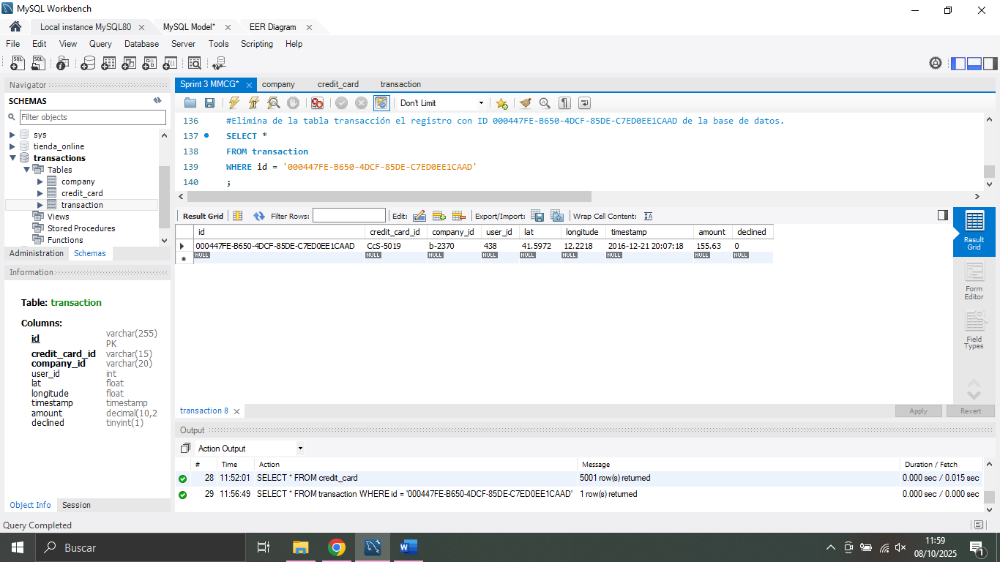 MySQL Workbench
Local instance MySQL80 MySQL Model* EER Diagram
File Edit View Query Database Server Tools Scripting Help
Navigator
SCHEMAS
Filter objects
sys
tienda_online
transactions
Tables
company
credit_card
transaction
Views
Stored Procedures
Functions
Administration Schemas
Information
Table: transaction
Columns:
id varchar(255)
PK
credit_card_id varchar(15)
company_id varchar(20)
user_id int
lat float
longitude float
timestamp timestamp
amount decimal(10,2
declined tinyint(1)
Object Info Session
Sprint 3 MMCG* company credit_card transaction
Don't Limit
136 #Elimina de la tabla transacción el registro con ID 000447FE-B650-4DCF-85DE-C7ED0EE1CAAD de la base de datos.
137 SELECT *
138 FROM transaction
139 WHERE id = '000447FE-B650-4DCF-85DE-C7ED0EE1CAAD'
140 ;
Result Grid Filter Rows: Edit: Export/Import: Wrap Cell Content:
id credit_card_id company_id user_id lat longitude timestamp amount declined
000447FE-B650-4DCF-85DE-C7ED0EE1CAAD CcS-5019 b-2370 438 41.5972 12.2218 2016-12-21 20:07:18 155.63 0
NULL NULL NULL NULL NULL NULL NULL NULL NULL
Result
Grid
Form
Editor
Field
Types
transaction 8 Apply Revert
Output
Action Output
# Time Action Message Duration / Fetch
28 11:52:01 SELECT * FROM credit_card 5001 row(s) returned 0.000 sec / 0.015 sec
29 11:56:49 SELECT * FROM transaction WHERE id = '000447FE-B650-4DCF-85DE-C7ED0EE1CAAD' 1 row(s) returned 0.000 sec / 0.000 sec
Query Completed
Buscar
11:59
08/10/2025
1